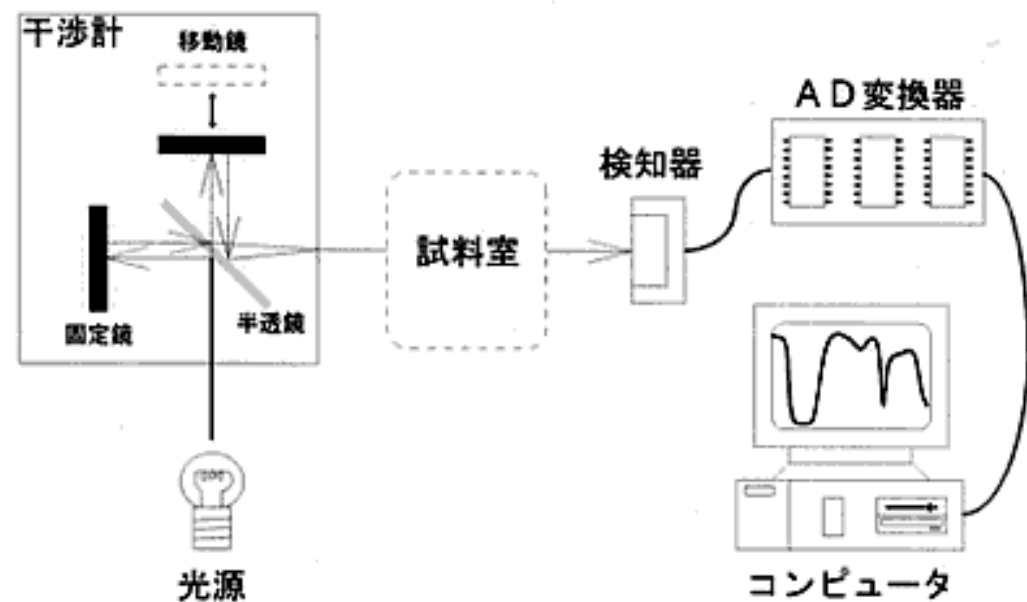 干渉計
移動鏡
ＡＤ変換器
検知器
試料室
固定鏡
半透鏡
光源
コンピュータ